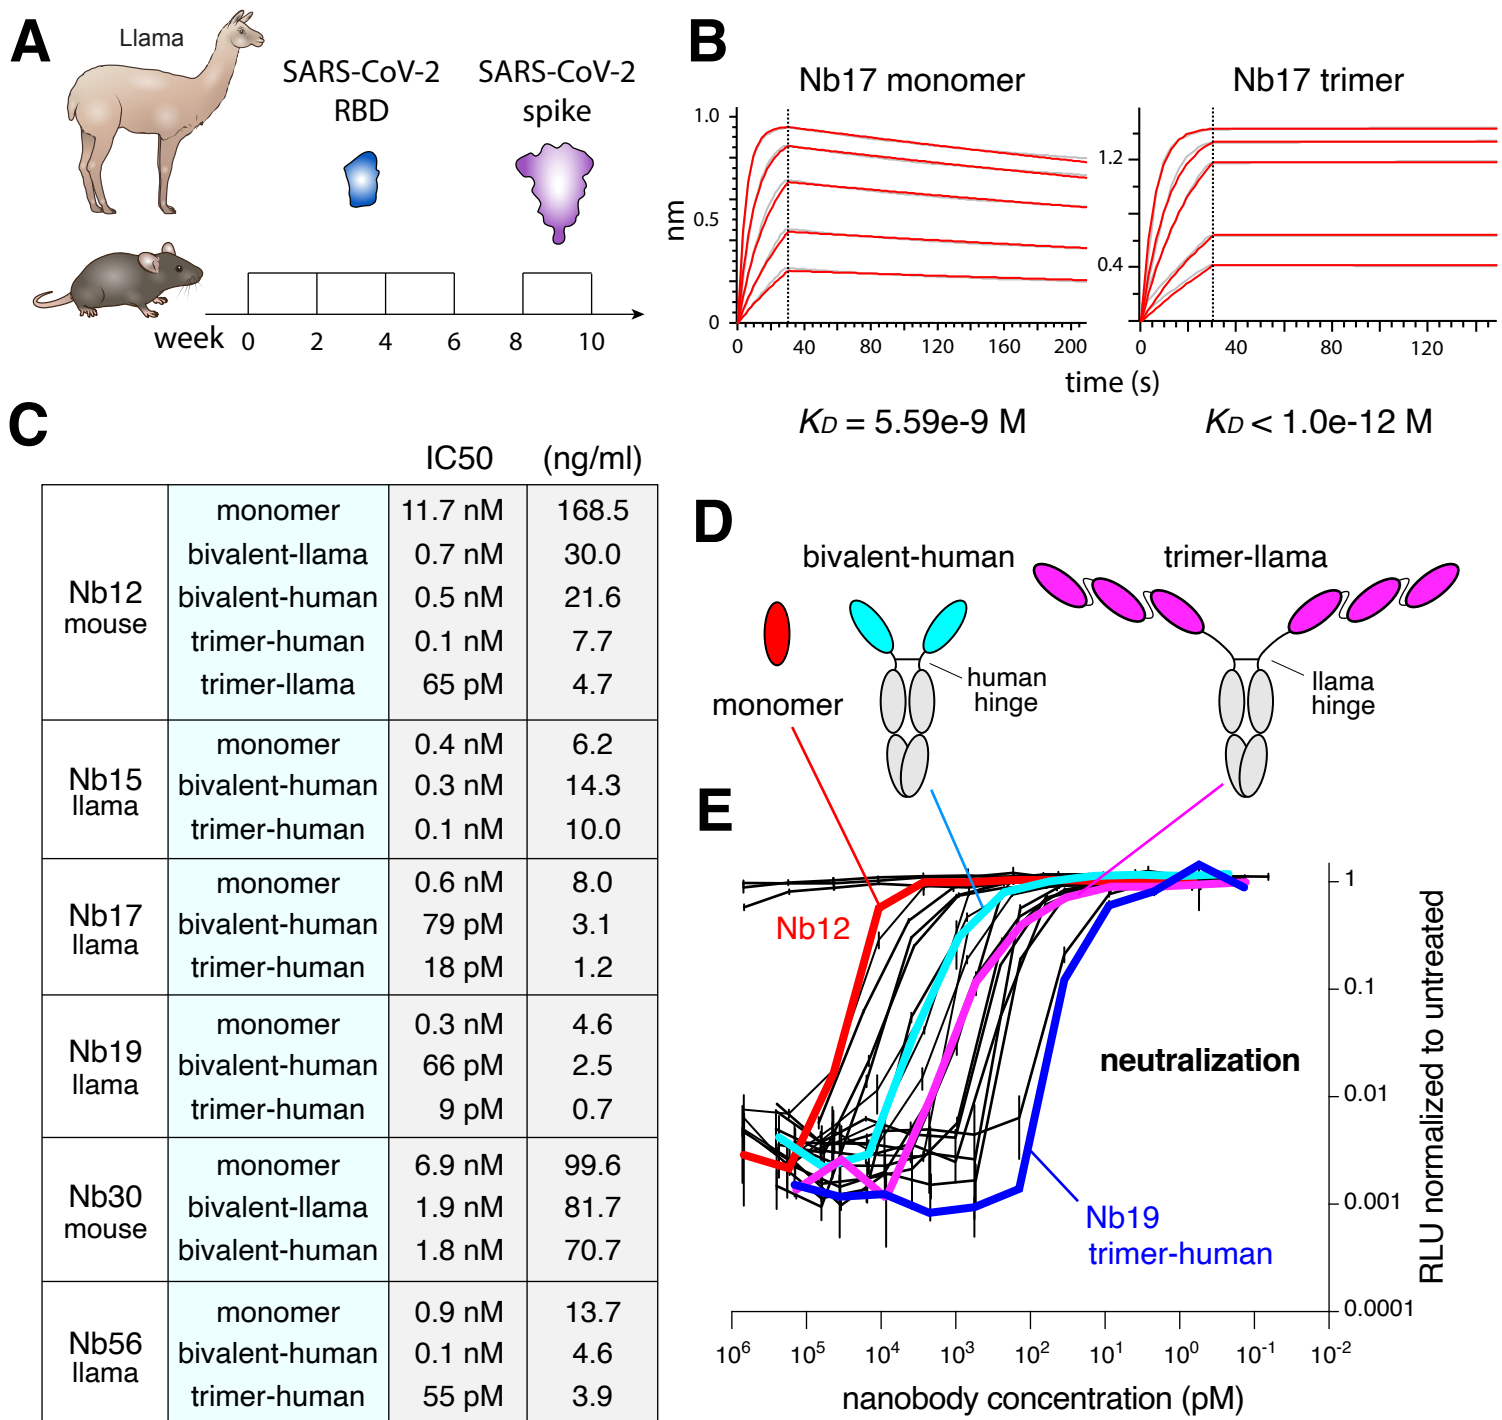 A
Llama
SARS-CoV-2
RBD
SARS-CoV-2
spike
week 0 2 4 6 8 10
B
Nb17 monomer
Nb17 trimer
nm
1.0
0.5
0
0 40 80 120 160 200
1.2
0.4
0 40 80 120
time (s)
KD = 5.59e-9 M
KD < 1.0e-12 M
C
IC50 (ng/ml)
Nb12
mouse
monomer 11.7 nM 168.5
bivalent-llama 0.7 nM 30.0
bivalent-human 0.5 nM 21.6
trimer-human 0.1 nM 7.7
trimer-llama 65 pM 4.7
Nb15
llama
monomer 0.4 nM 6.2
bivalent-human 0.3 nM 14.3
trimer-human 0.1 nM 10.0
Nb17
llama
monomer 0.6 nM 8.0
bivalent-human 79 pM 3.1
trimer-human 18 pM 1.2
Nb19
llama
monomer 0.3 nM 4.6
bivalent-human 66 pM 2.5
trimer-human 9 pM 0.7
Nb30
mouse
monomer 6.9 nM 99.6
bivalent-llama 1.9 nM 81.7
bivalent-human 1.8 nM 70.7
Nb56
llama
monomer 0.9 nM 13.7
bivalent-human 0.1 nM 4.6
trimer-human 55 pM 3.9
D
bivalent-human
trimer-llama
monomer
human
hinge
llama
hinge
E
Nb12
neutralization
Nb19
trimer-human
1
0.1
0.01
0.001
0.0001
RLU normalized to untreated
10⁶ 10⁵ 10⁴ 10³ 10² 10¹ 10⁰ 10⁻¹ 10⁻²
nanobody concentration (pM)